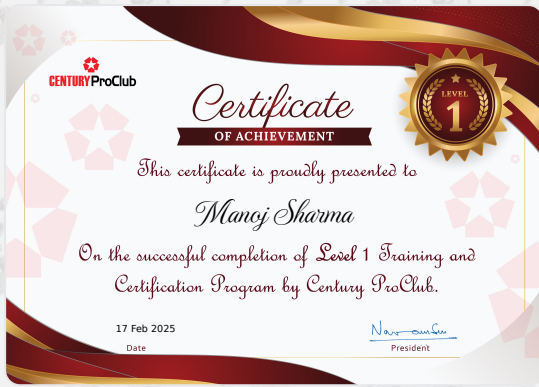 CENTURY ProClub
Certificate
OF ACHIEVEMENT
LEVEL
1
This certificate is proudly presented to
Manoj Sharma
On the successful completion of Level 1 Training and
Certification Program by Century ProClub.
17 Feb 2025
Date
President